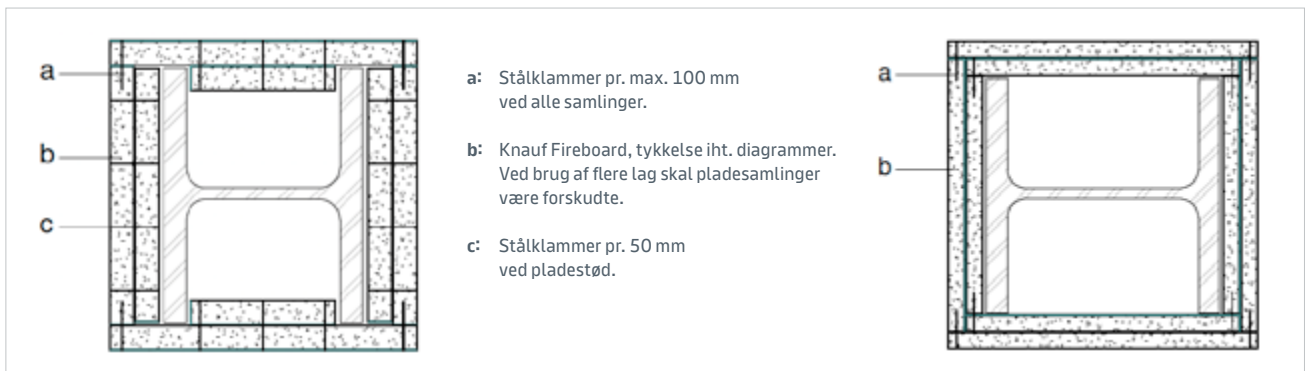 a
b
c
a: Stålklammer pr. max. 100 mm
ved alle samlinger.
b: Knauf Fireboard, tykkelse iht. diagrammer.
Ved brug af flere lag skal pladesamlinger
være forskudte.
c: Stålklammer pr. 50 mm
ved pladestød.
a
b